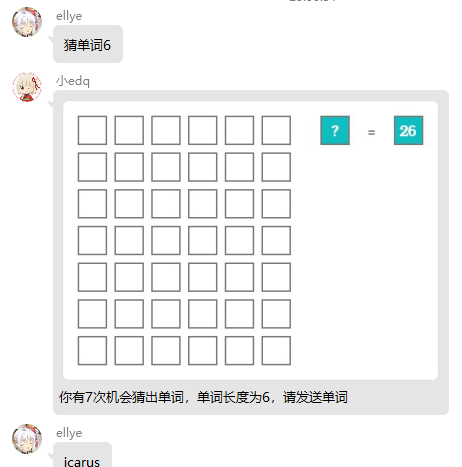 ellye
猜单词6
小edq
? = 26
你有7次机会猜出单词，单词长度为6，请发送单词
ellye
icarus